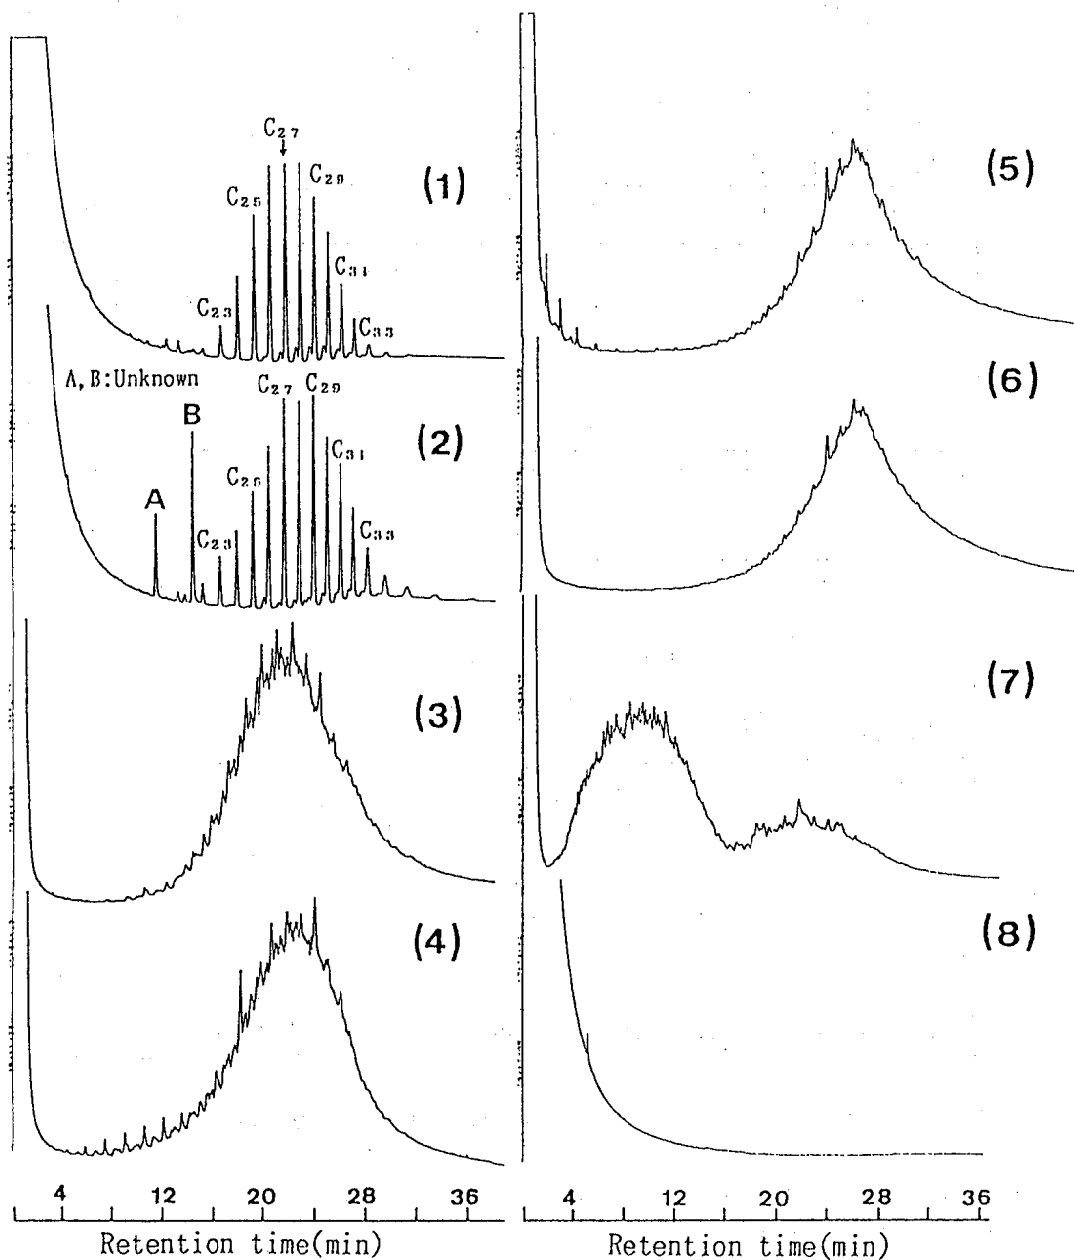 C₂₇
(1)
C₂₅
C₂₉
C₃₁
C₂₃
C₃₃
A, B:Unknown
C₂₇
C₂₉
B
(2)
A
C₂₅
C₃₁
C₂₃
C₃₃
(3)
(4)
4 12 20 28 36
Retention time(min)
(5)
(6)
(7)
(8)
4 12 20 28 36
Retention time(min)